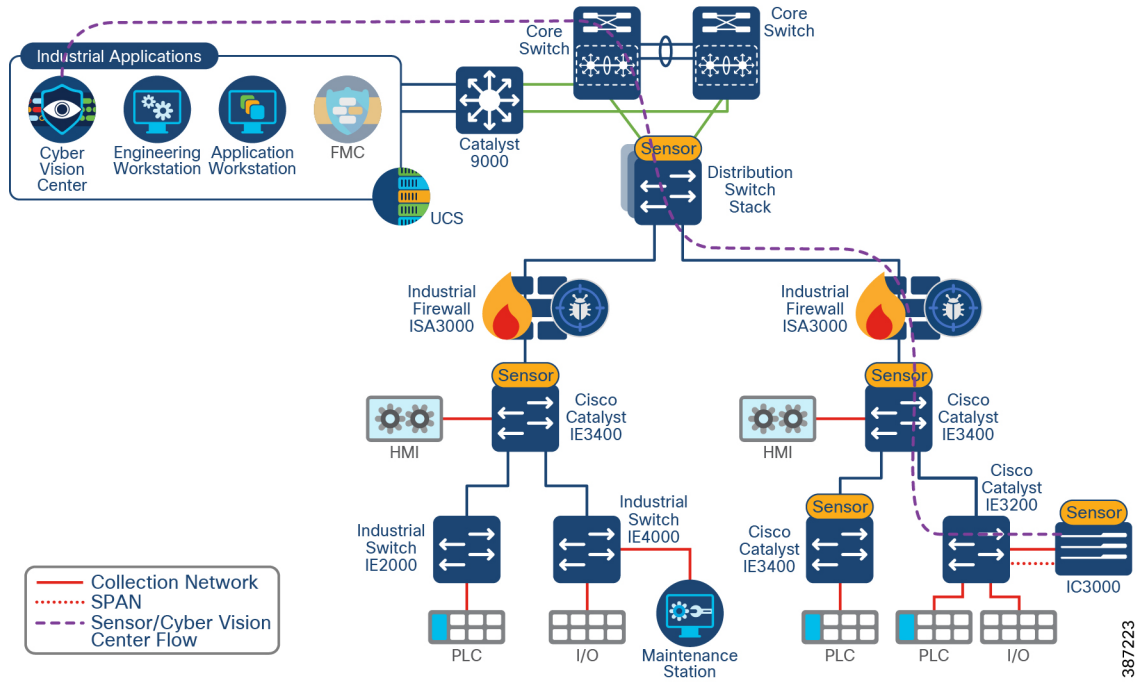 Industrial Applications
Cyber
Vision
Center
Engineering
Workstation
Application
Workstation
FMC
UCS
Catalyst
9000
Core
Switch
Core
Switch
Sensor
Distribution
Switch
Stack
Industrial
Firewall
ISA3000
Industrial
Firewall
ISA3000
Sensor
Cisco
Catalyst
IE3400
HMI
Sensor
Cisco
Catalyst
IE3400
HMI
Industrial
Switch
IE2000
Industrial
Switch
IE4000
Sensor
Cisco
Catalyst
IE3400
Cisco
Catalyst
IE3200
Sensor
IC3000
PLC
I/O
Maintenance
Station
PLC
PLC
I/O
Collection Network
SPAN
Sensor/Cyber Vision
Center Flow
387223